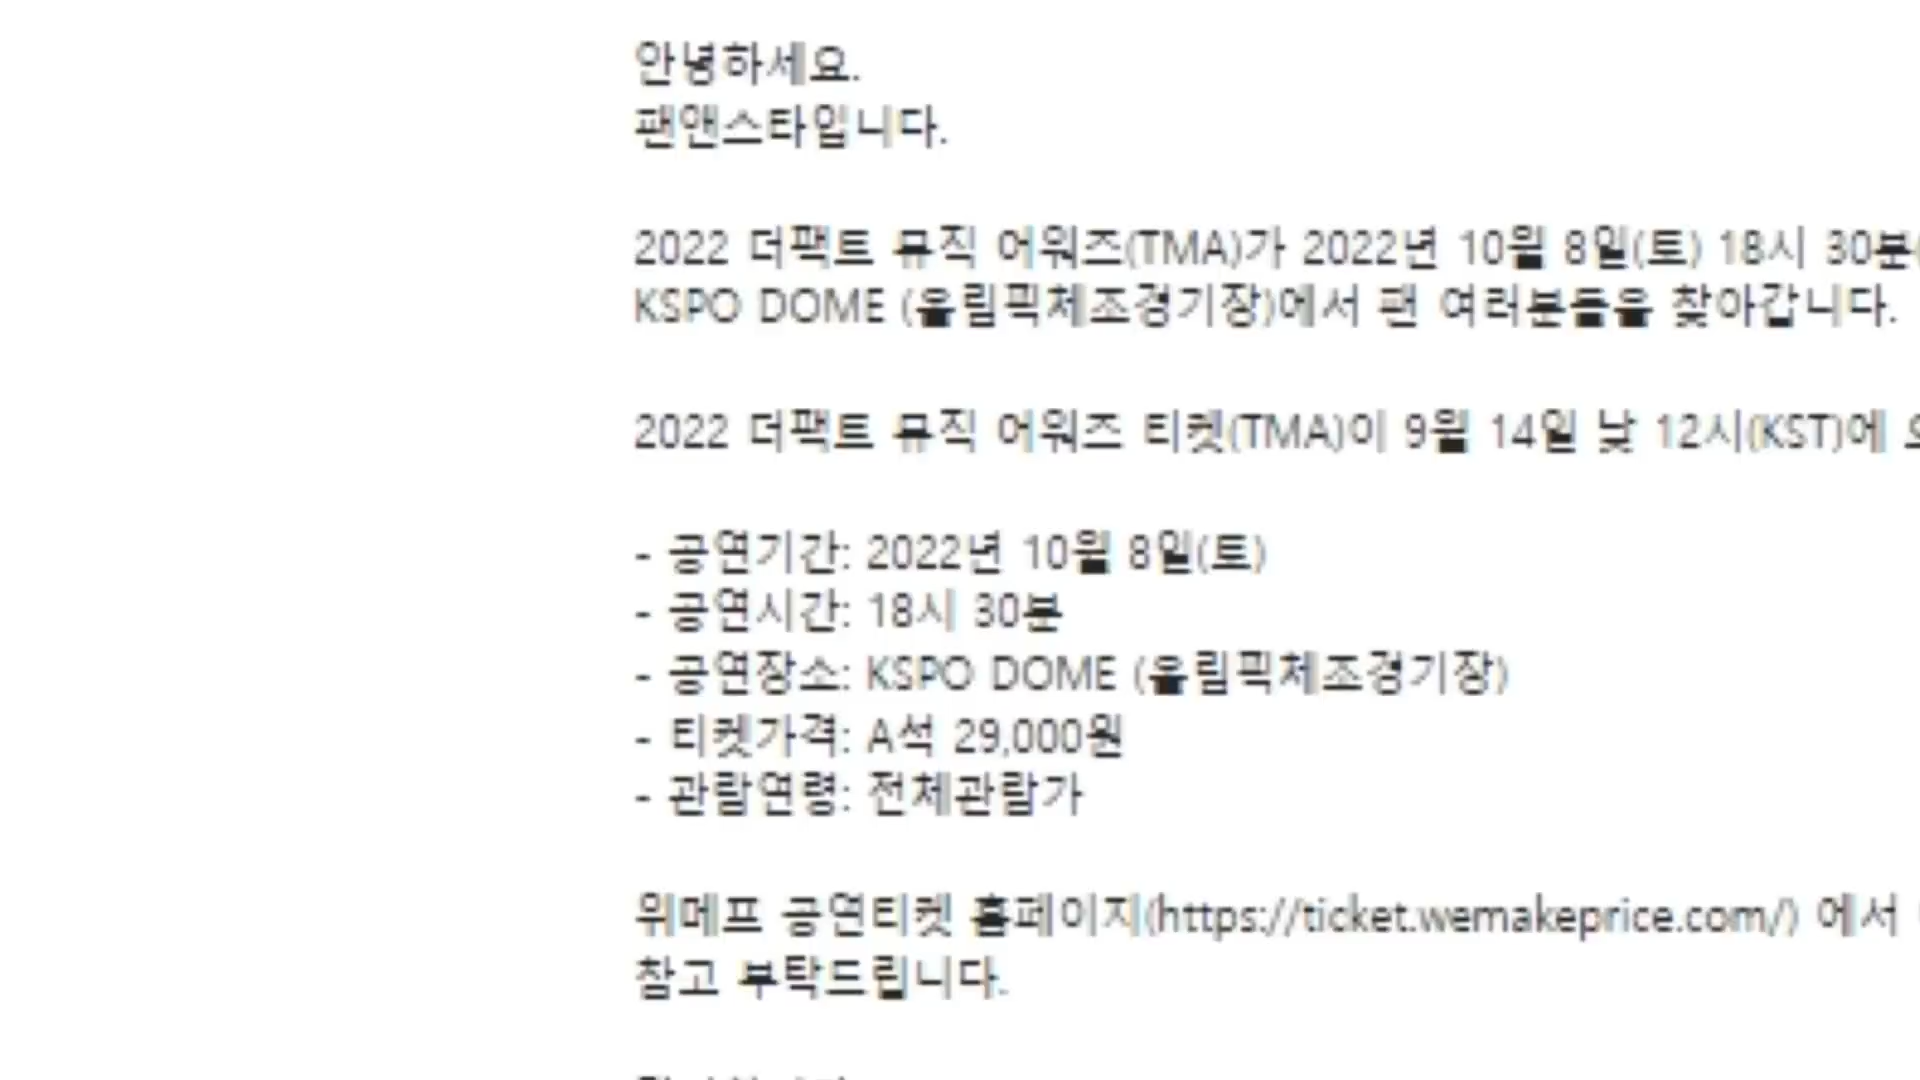 안녕하세요.
팬앤스타입니다.
2022 더팩트 뮤직 어워즈(TMA)가 2022년 10월 8일(토) 18시 30분(
KSPO DOME (올림픽체조경기장)에서 팬 여러분들을 찾아갑니다.
2022 더팩트 뮤직 어워즈 티켓(TMA)이 9월 14일 낮 12시(KST)에
- 공연기간: 2022년 10월 8일(토)
- 공연시간: 18시 30분
- 공연장소: KSPO DOME (올림픽체조경기장)
- 티켓가격: A석 29,000원
- 관람연령: 전체관람가
위메프 공연티켓 홈페이지(https://ticket.wemakeprice.com/) 에서
참고 부탁드립니다.